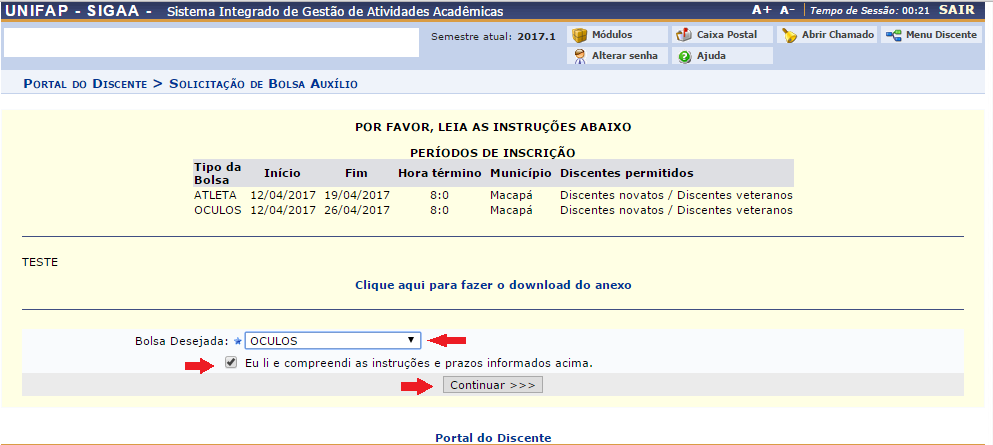 UNIFAP - SIGAA - Sistema Integrado de Gestão de Atividades Acadêmicas A+ A- Tempo de Sessão: 00:21 SAIR
Semestre atual: 2017.1 Módulos Caixa Postal Abrir Chamado Menu Discente
Alterar senha Ajuda
PORTAL DO DISCENTE > SOLICITAÇÃO DE BOLSA AUXÍLIO
POR FAVOR, LEIA AS INSTRUÇÕES ABAIXO
PERÍODOS DE INSCRIÇÃO
Tipo da Bolsa Início Fim Hora término Município Discentes permitidos
ATLETA 12/04/2017 19/04/2017 8:0 Macapá Discentes novatos / Discentes veteranos
OCULOS 12/04/2017 26/04/2017 8:0 Macapá Discentes novatos / Discentes veteranos
TESTE
Clique aqui para fazer o download do anexo
Bolsa Desejada: OCULOS
Eu li e compreendi as instruções e prazos informados acima.
Continuar >>>
Portal do Discente